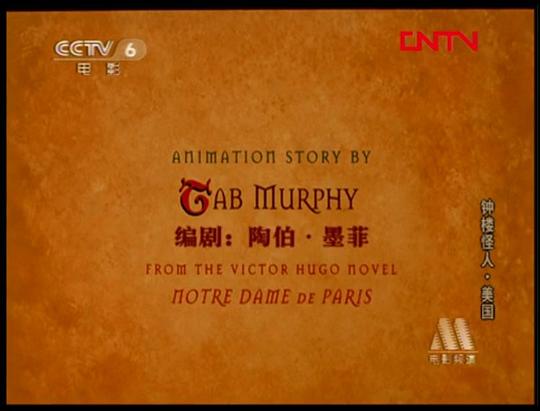 CCTV 6
电影
CNTV
ANIMATION STORY BY
TAB MURPHY
编剧：陶伯·墨菲
FROM THE VICTOR HUGO NOVEL
NOTRE DAME DE PARIS
钟楼怪人·美国
电影频道